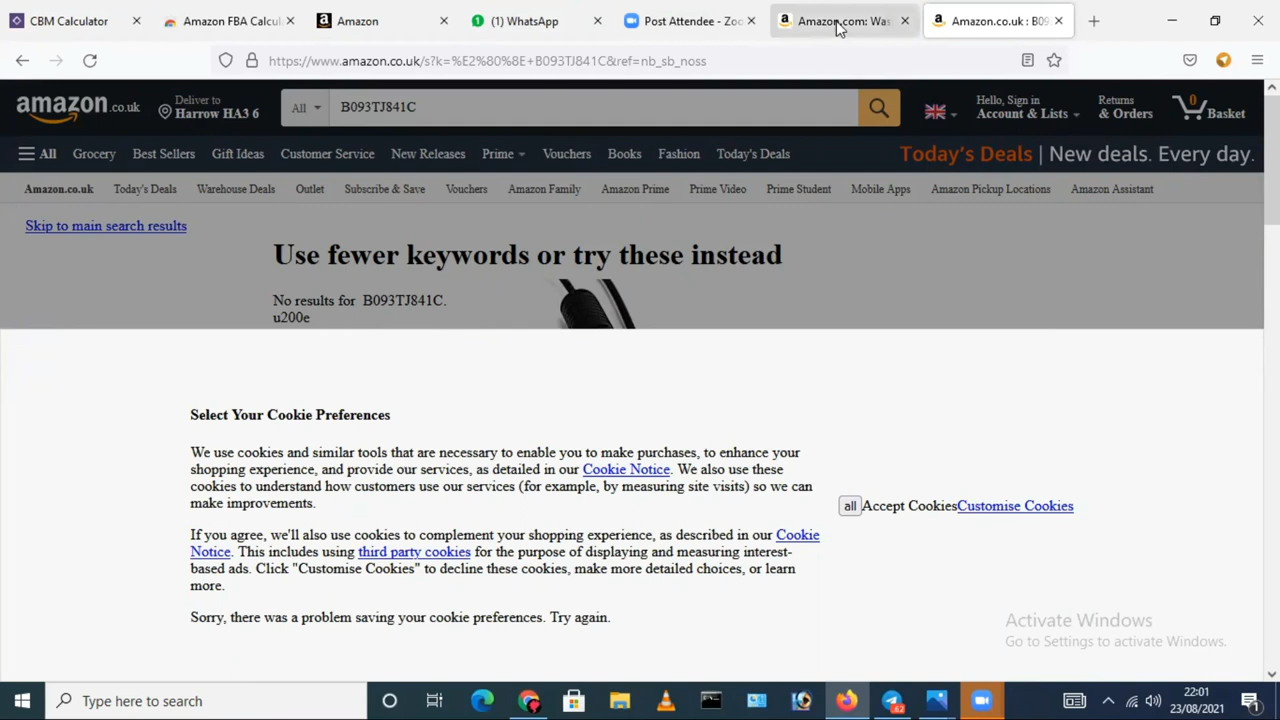 CBM Calculator
Amazon FBA Calcul
Amazon
(1) WhatsApp
Post Attendee - Zoo
Amazon.com: Was
Amazon.co.uk : B09
https://www.amazon.co.uk/s?k=%E2%80%8E+B093TJ841C&ref=nb_sb_noss
amazon.co.uk
Deliver to
Harrow HA3 6
All
B093TJ841C
Hello, Sign in
Account & Lists
Returns
& Orders
0
Basket
All Grocery Best Sellers Gift Ideas Customer Service New Releases Prime Vouchers Books Fashion Today's Deals
Today's Deals | New deals. Every day.
Amazon.co.uk Today's Deals Warehouse Deals Outlet Subscribe & Save Vouchers Amazon Family Amazon Prime Prime Video Prime Student Mobile Apps Amazon Pickup Locations Amazon Assistant
Skip to main search results
Use fewer keywords or try these instead
No results for B093TJ841C.
u200e
Select Your Cookie Preferences
We use cookies and similar tools that are necessary to enable you to make purchases, to enhance your
shopping experience, and provide our services, as detailed in our Cookie Notice. We also use these
cookies to understand how customers use our services (for example, by measuring site visits) so we can
make improvements.
If you agree, we'll also use cookies to complement your shopping experience, as described in our Cookie
Notice. This includes using third party cookies for the purpose of displaying and measuring interest-
based ads. Click "Customise Cookies" to decline these cookies, make more detailed choices, or learn
more.
Sorry, there was a problem saving your cookie preferences. Try again.
all Accept Cookies Customise Cookies
Activate Windows
Go to Settings to activate Windows.
Type here to search
62
22:01
23/08/2021
1